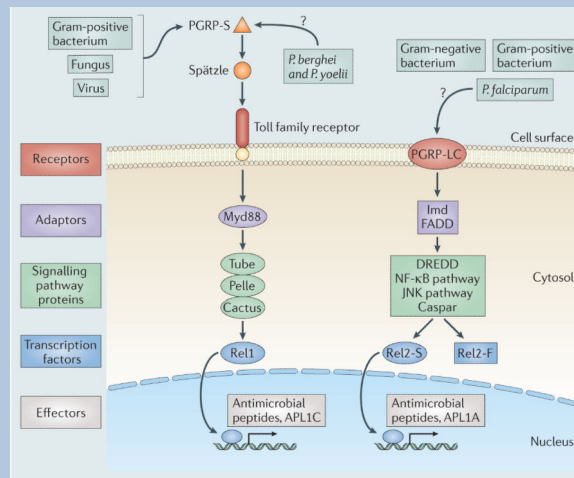 Gram-positive
bacterium
Fungus
Virus
PGRP-S
?
P. berghei
and P. yoelii
Spätzle
Toll family receptor
Gram-negative
bacterium
Gram-positive
bacterium
?
P. falciparum
Cell surface
Receptors
PGRP-LC
Adaptors
Myd88
Imd
FADD
Signalling
pathway
proteins
Tube
Pelle
Cactus
DREDD
NF-κB pathway
JNK pathway
Caspar
Cytosol
Transcription
factors
Rel1
Rel2-S
Rel2-F
Effectors
Antimicrobial
peptides, APL1C
Antimicrobial
peptides, APL1A
Nucleus